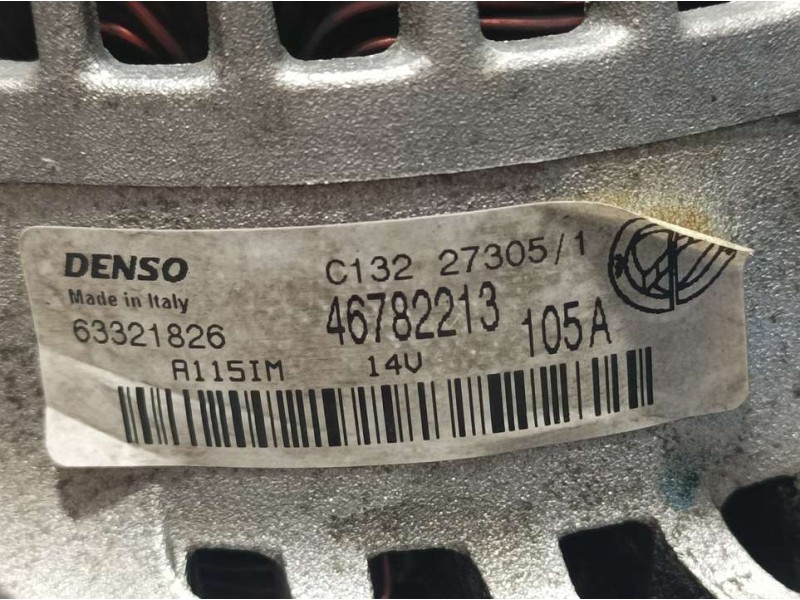 DENSO
C132 27305/1
Made in Italy
46782213
105A
63321826
A115IM
14V